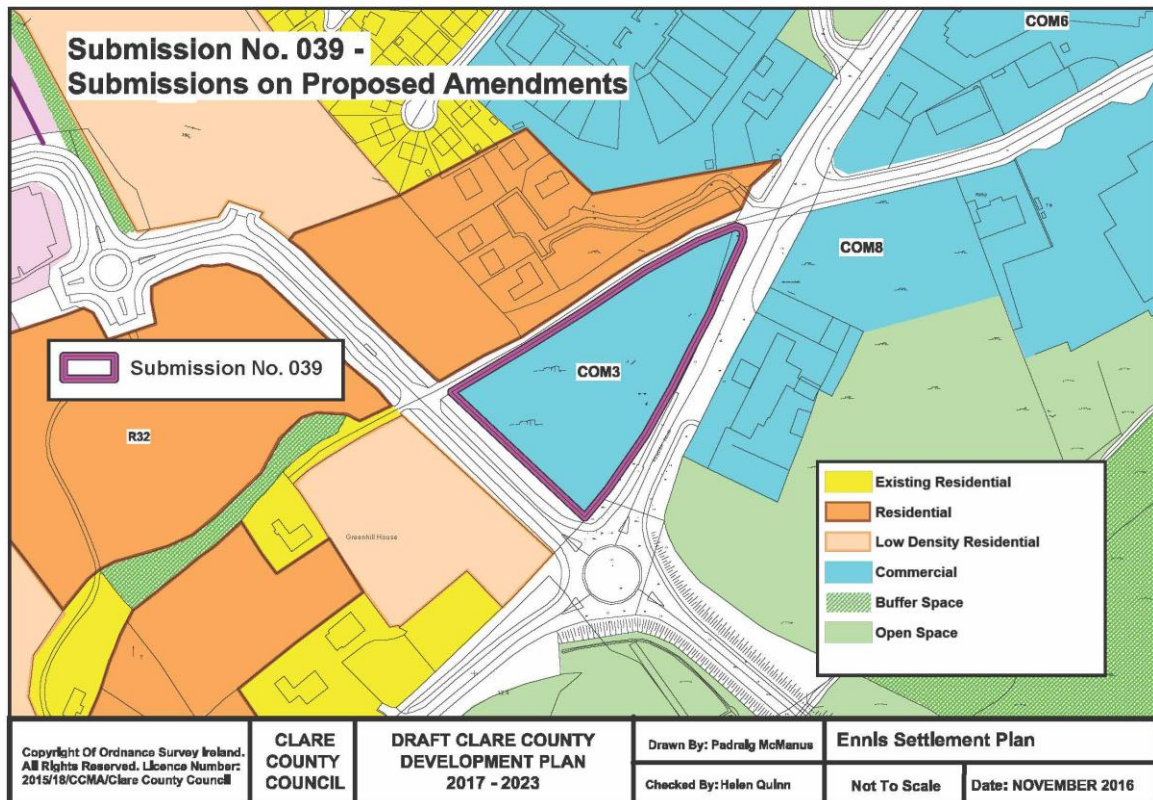 Submission No. 039 -
Submissions on Proposed Amendments
COM6
COM8
COM3
Submission No. 039
R32
Greenhill House
Existing Residential
Residential
Low Density Residential
Commercial
Buffer Space
Open Space
Copyright Of Ordnance Survey Ireland.
All Rights Reserved. Licence Number:
2015/18/CCMA/Clare County Council
CLARE
COUNTY
COUNCIL
DRAFT CLARE COUNTY
DEVELOPMENT PLAN
2017 - 2023
Drawn By: Padraig McManus
Checked By: Helen Quinn
Ennis Settlement Plan
Not To Scale
Date: NOVEMBER 2016